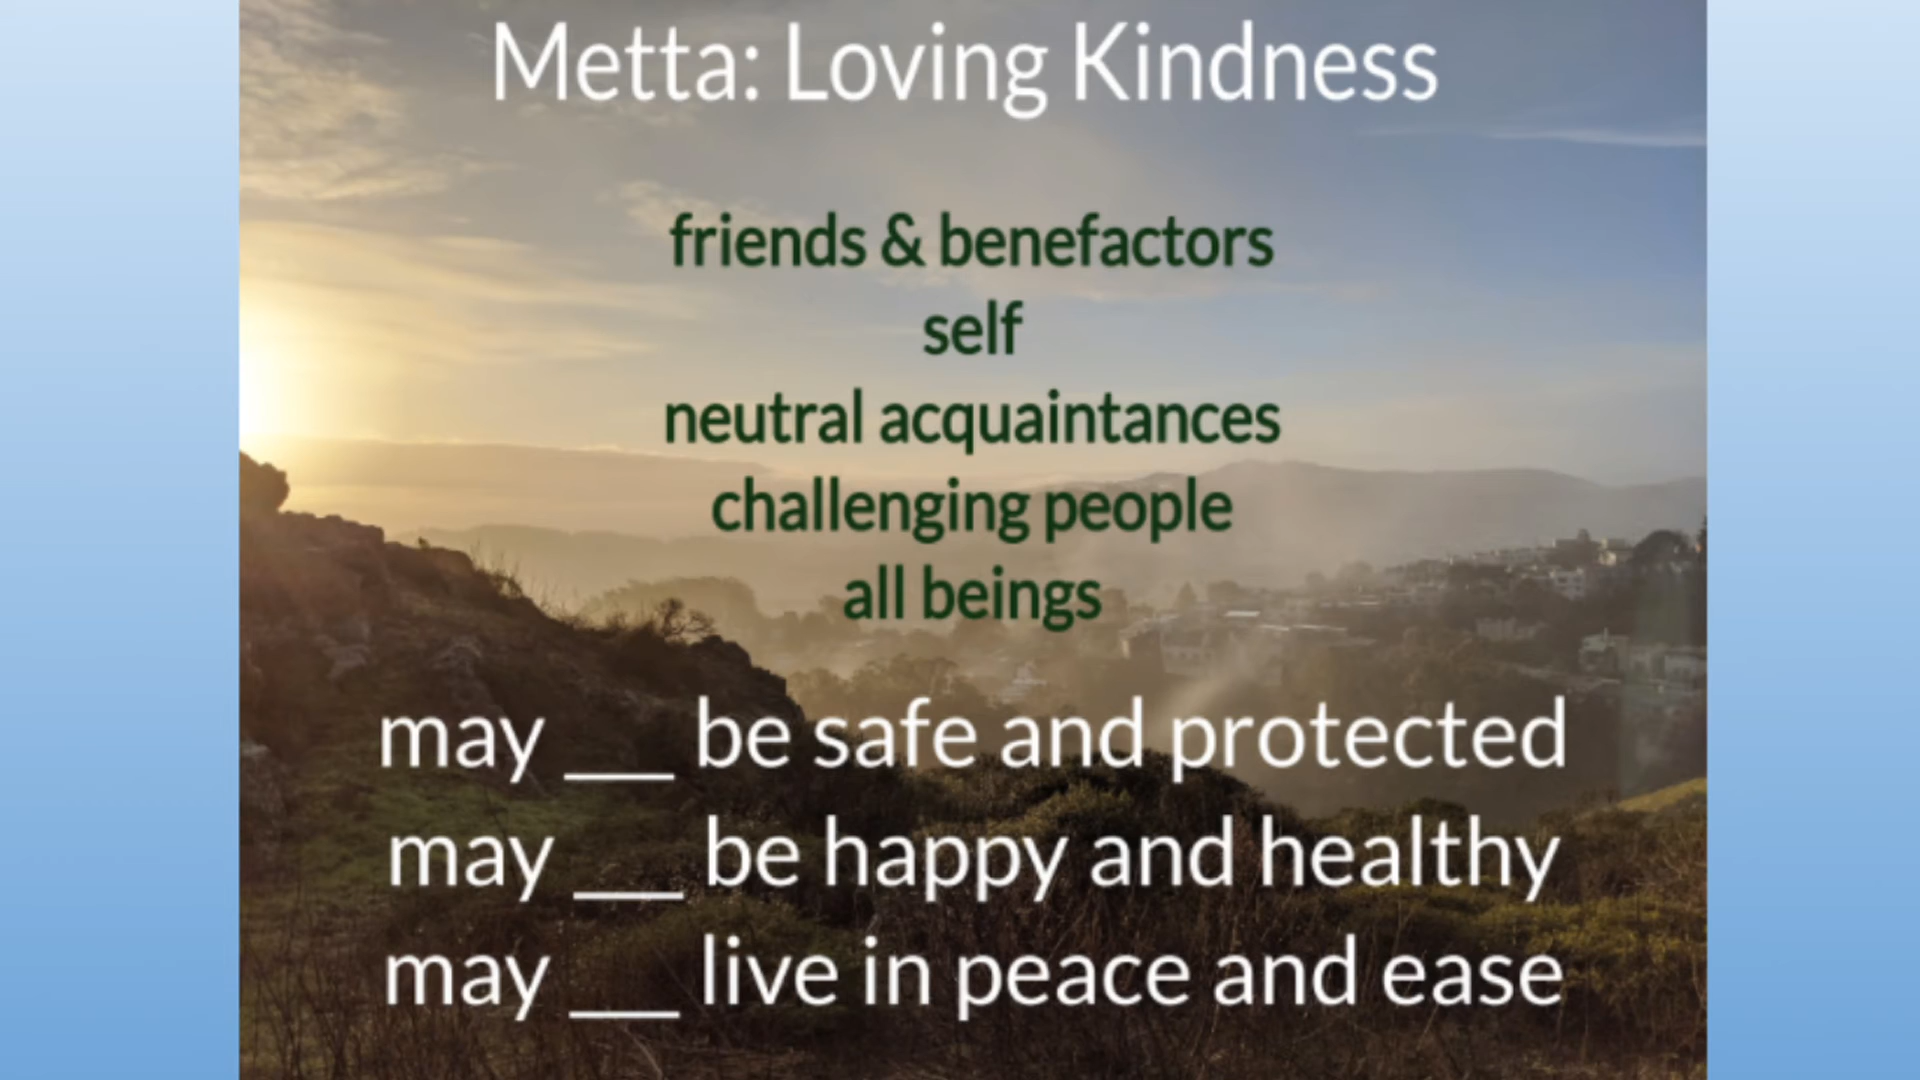 Metta: Loving Kindness
friends & benefactors
self
neutral acquaintances
challenging people
all beings
may ___ be safe and protected
may ___ be happy and healthy
may ___ live in peace and ease